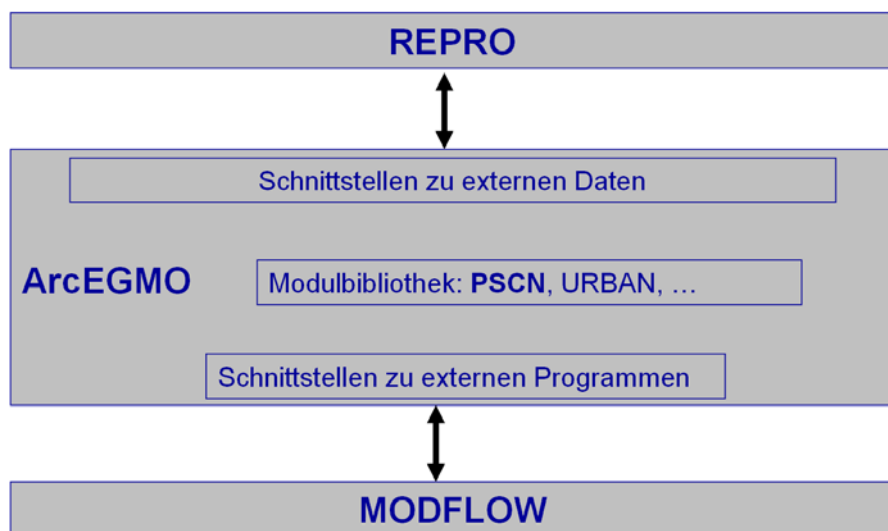 REPRO
Schnittstellen zu externen Daten
ArcEGMO
Modulbibliothek: PSCN, URBAN, …
Schnittstellen zu externen Programmen
MODFLOW